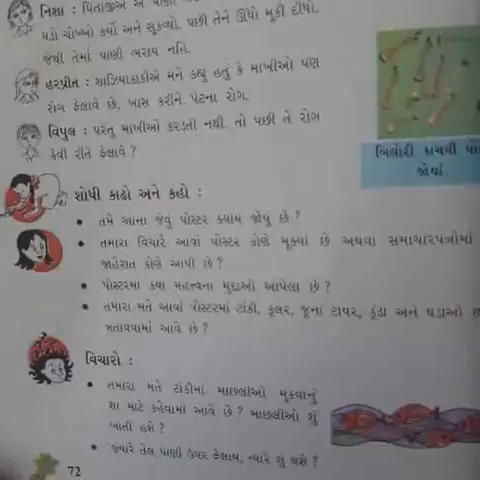 નિશા : પિતાજીએ એ
ઘડો ચોખ્ખો કર્યો અને સૂકવ્યો. પછી તેને ઊંધો મૂકી દીધો,
જેથી તેમાં પાણી ભરાય નહિ.
હરપ્રીત : શાઝિયાકાકીએ મને કહ્યું હતું કે માખીઓ પણ
રોગ ફેલાવે છે, ખાસ કરીને પેટના રોગ.
વિપુલ : પરંતુ માખીઓ કરડતી નથી. તો પછી તે રોગ
કેવી રીતે ફેલાવે ?
બિલોરી કાચથી
જોયાં.
શોધી કાઢો અને કહો :
• તમે આના જેવું પોસ્ટર ક્યાંય જોયું છે ?
• તમારા વિચારે આવાં પોસ્ટર કોણે મૂક્યાં છે અથવા સમાચારપત્રોમાં
જાહેરાત કોણે આપી છે ?
• પોસ્ટરમાં કયા મહત્ત્વના મુદ્દાઓ આપેલા છે ?
• તમારા મતે આવાં પોસ્ટરમાં ટાંકી, કૂલર, જૂનાં ટાયર, કૂંડા અને ઘડાઓ
બતાવવામાં આવે છે ?
વિચારો :
• તમારા મતે ટાંકીમાં માછલીઓ મૂકવાનું
શા માટે કહેવામાં આવે છે ? માછલીઓ શું
ખાતી હશે ?
• જ્યારે તેલ પાણી ઉપર ફેલાય, ત્યારે શું થશે ?
72